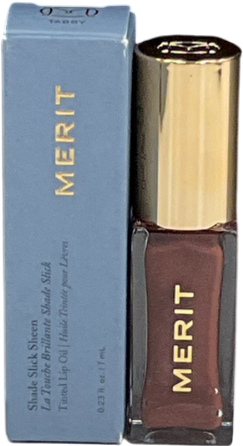 TABBY
MERIT
Shade Slick Sheen
La Touche Brillante Shade Slick
Tinted Lip Oil | Huile Teintée pour Lèvres
0.23 fl. oz. | 7 mL
MERIT